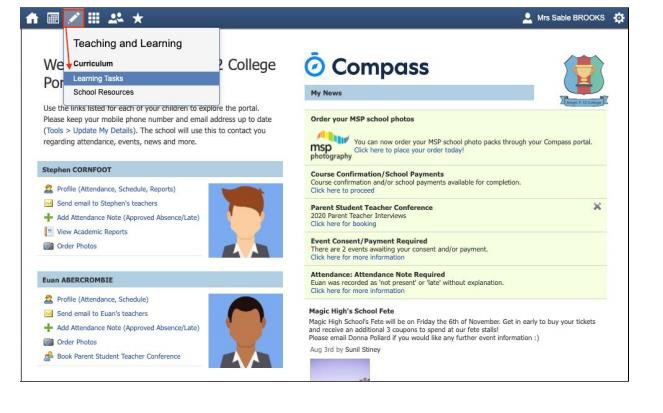 Mrs Sable BROOKS
Teaching and Learning
Curriculum
Learning Tasks
School Resources
We
2 College
Por
Use the links listed for each of your children to explore the portal.
Please keep your mobile phone number and email address up to date
(Tools > Update My Details). The school will use this to contact you
regarding attendance, events, news and more.
Stephen CORNFOOT
Profile (Attendance, Schedule, Reports)
Send email to Stephen's teachers
Add Attendance Note (Approved Absence/Late)
View Academic Reports
Order Photos
Euan ABERCROMBIE
Profile (Attendance, Schedule)
Send email to Euan's teachers
Add Attendance Note (Approved Absence/Late)
Order Photos
Book Parent Student Teacher Conference
Compass
My News
Magic P-12 College
Order your MSP school photos
msp
photography
You can now order your MSP school photo packs through your Compass portal.
Click here to place your order today!
Course Confirmation/School Payments
Course confirmation and/or school payments available for completion.
Click here to proceed
Parent Student Teacher Conference
2020 Parent Teacher Interviews
Click here for booking
Event Consent/Payment Required
There are 2 events awaiting your consent and/or payment.
Click here for more information
Attendance: Attendance Note Required
Euan was recorded as 'not present' or 'late' without explanation.
Click here for more information
Magic High's School Fete
Magic High School's Fete will be on Friday the 6th of November. Get in early to buy your tickets
and receive an additional 3 coupons to spend at our fete stalls!
Please email Donna Pollard if you would like any further event information :)
Aug 3rd by Sunil Stiney